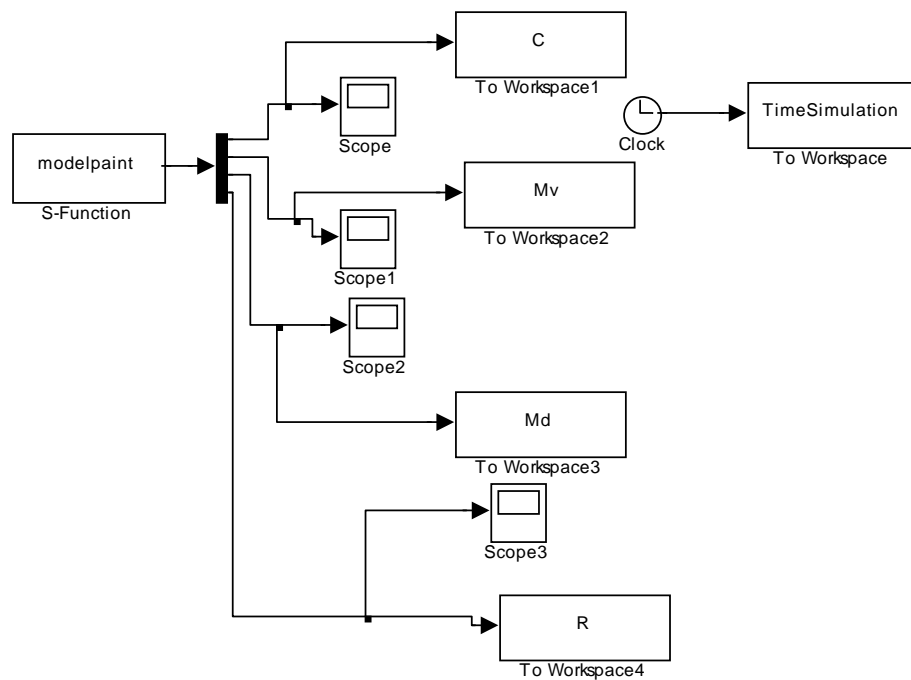 C
To Workspace1
Scope
TimeSimulation
Clock
To Workspace
modelpaint
S-Function
Mv
To Workspace2
Scope1
Scope2
Md
To Workspace3
Scope3
R
To Workspace4